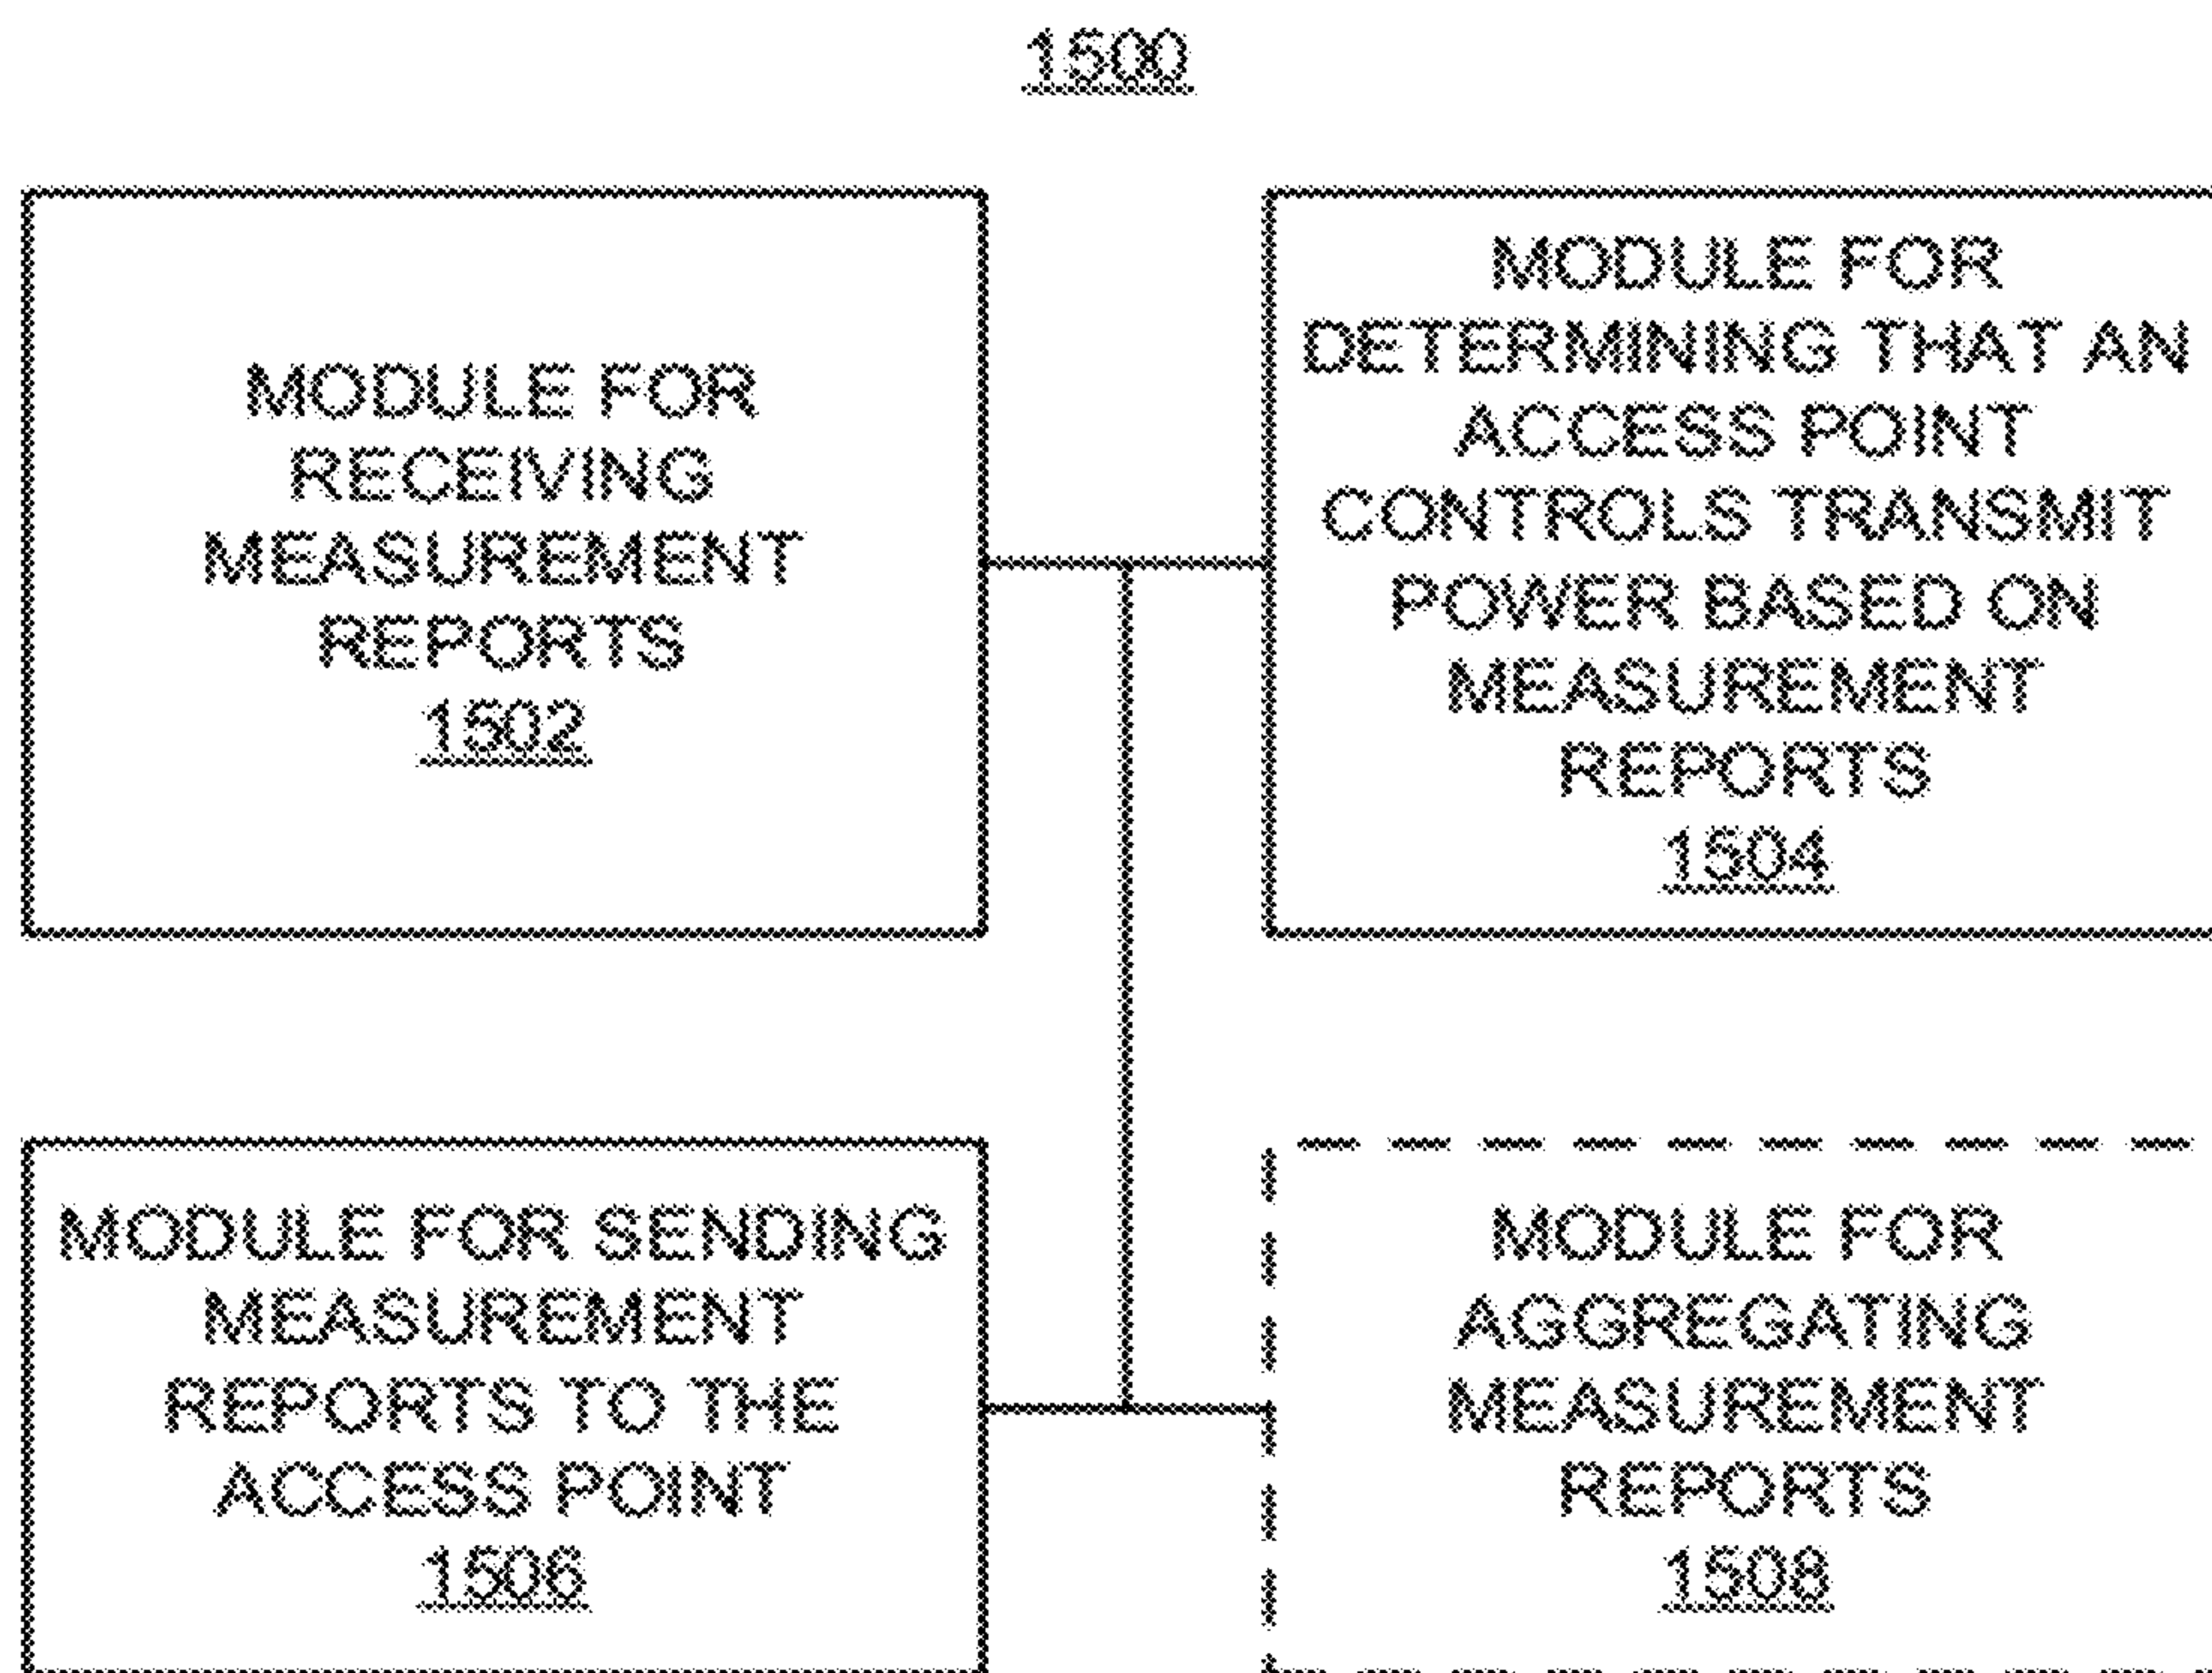 1500
MODULE FOR
RECEIVING
MEASUREMENT
REPORTS
1502
MODULE FOR
DETERMINING THAT AN
ACCESS POINT
CONTROLS TRANSMIT
POWER BASED ON
MEASUREMENT
REPORTS
1504
MODULE FOR SENDING
MEASUREMENT
REPORTS TO THE
ACCESS POINT
1506
MODULE FOR
AGGREGATING
MEASUREMENT
REPORTS
1508